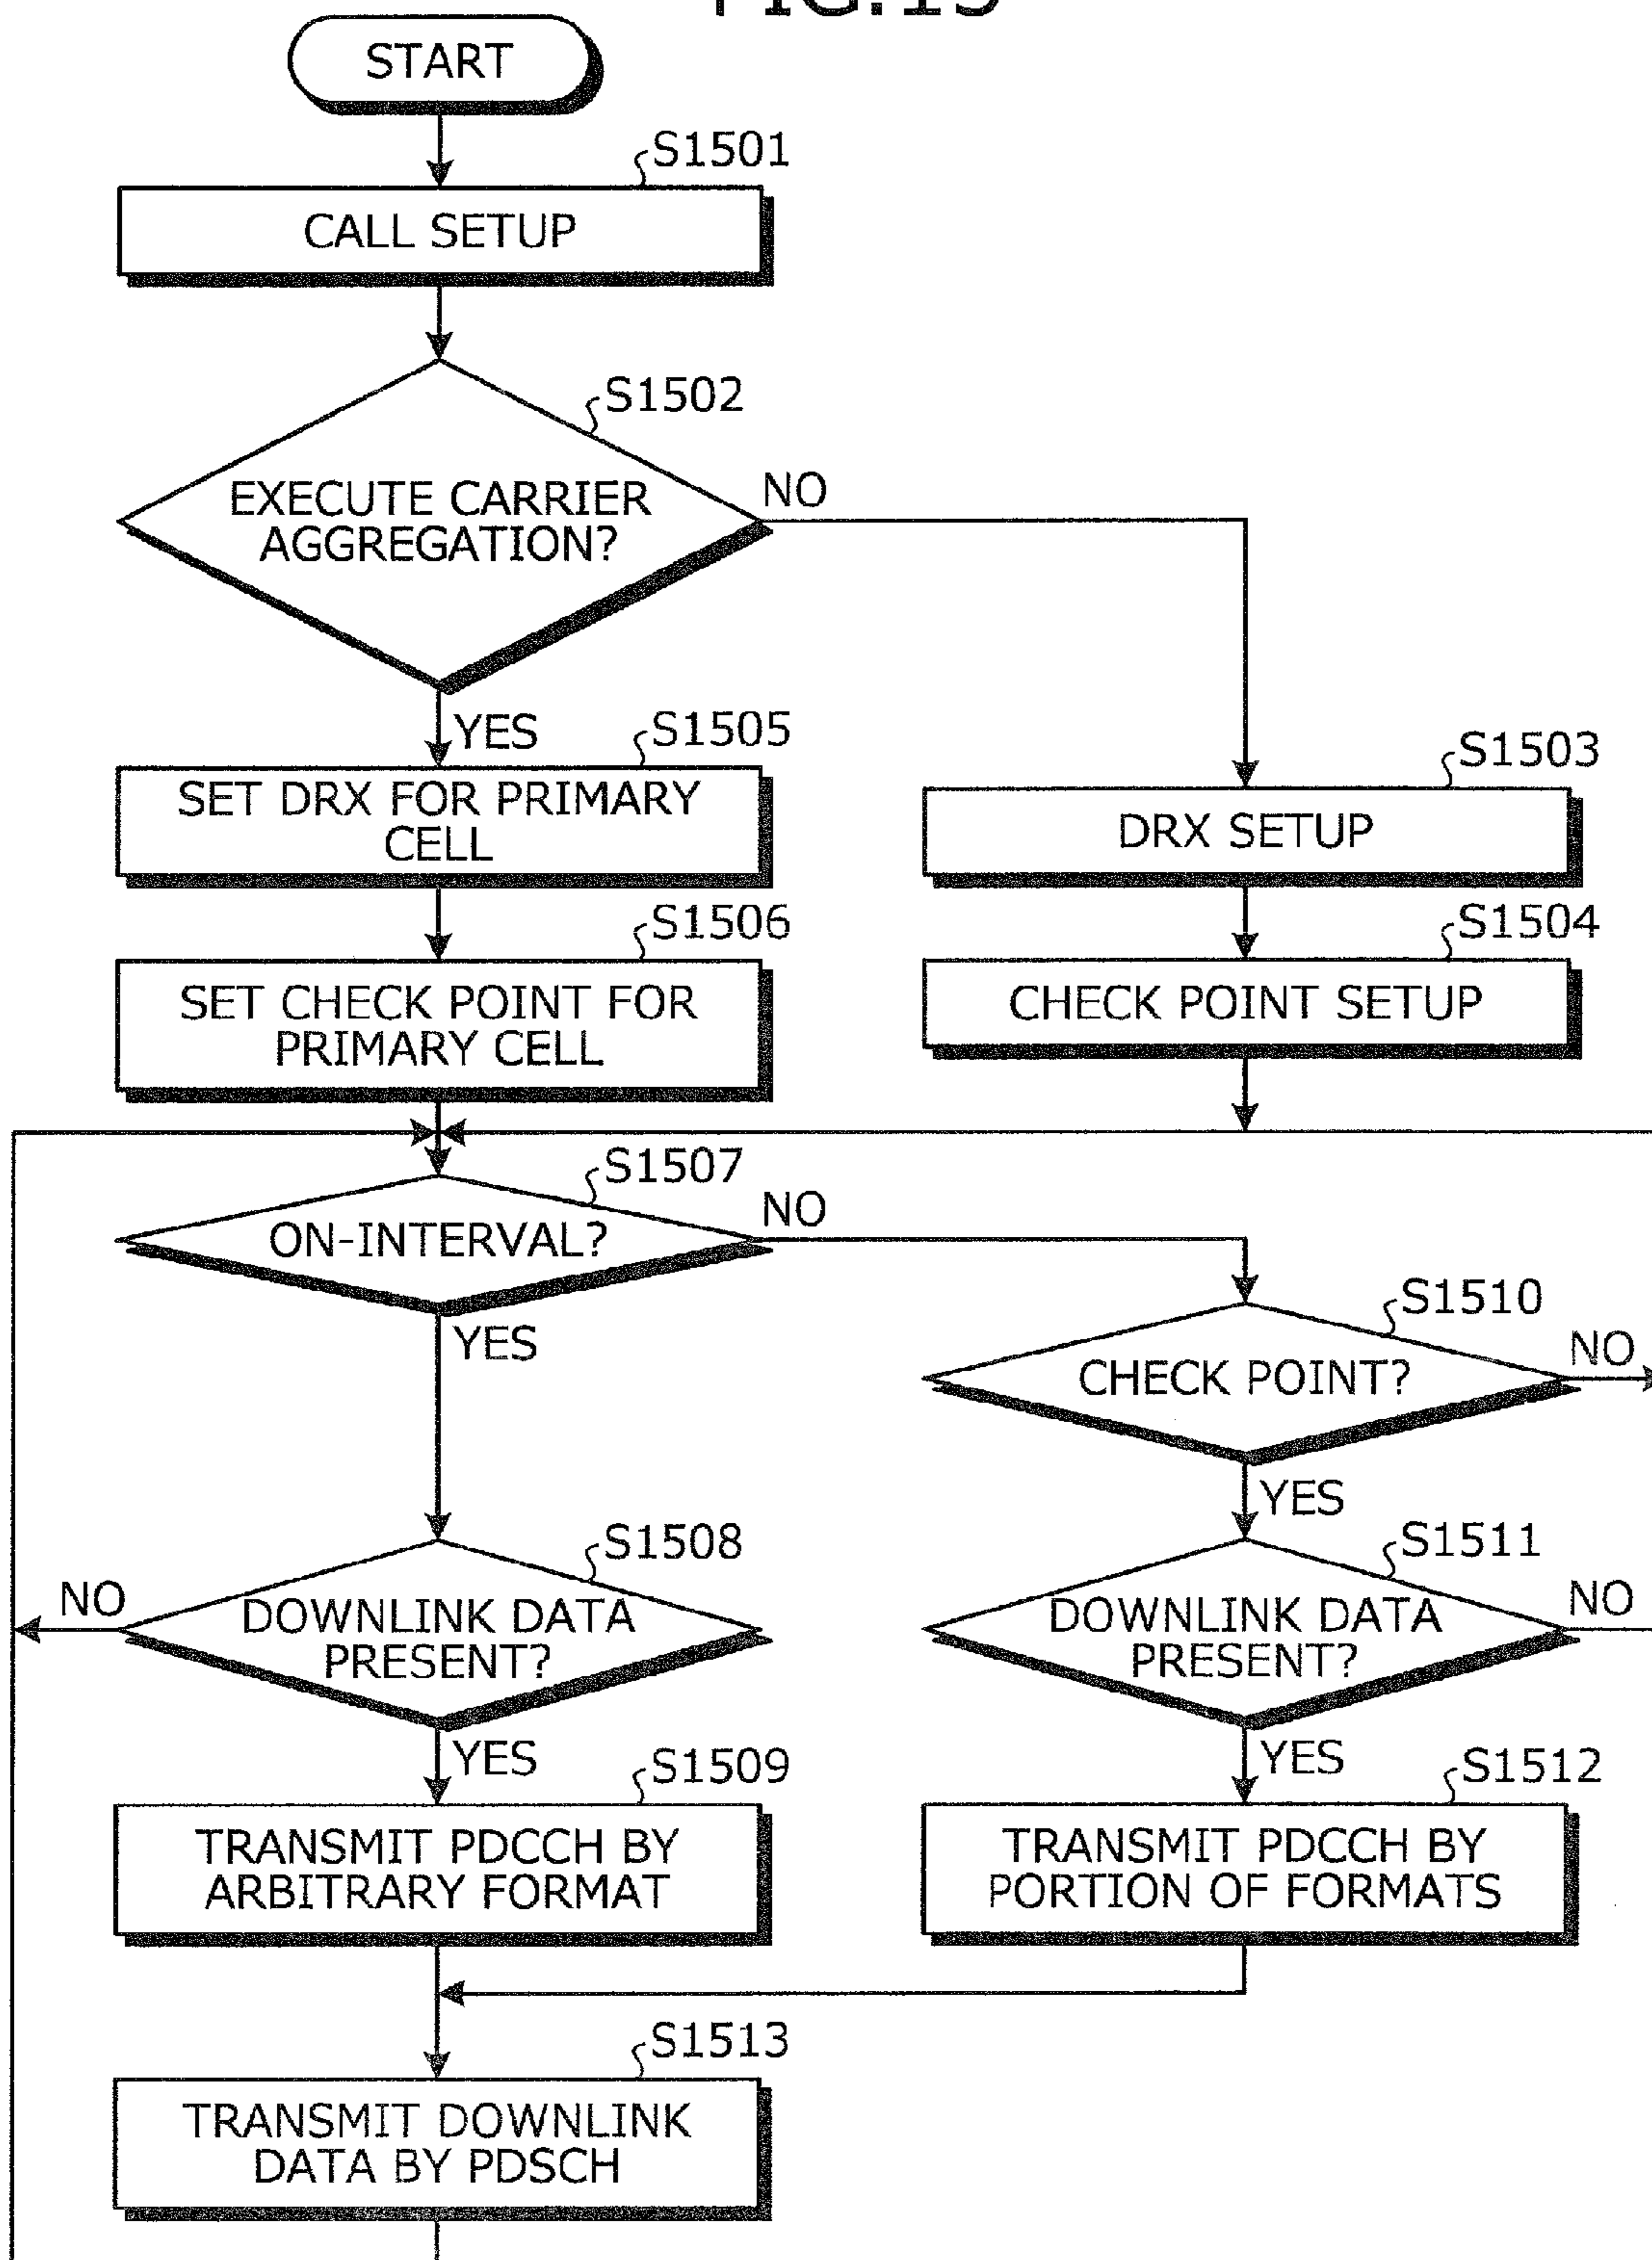 FIG.15
START
S1501
CALL SETUP
S1502
EXECUTE CARRIER
AGGREGATION?
NO
YES
S1505
SET DRX FOR PRIMARY
CELL
S1503
DRX SETUP
S1506
SET CHECK POINT FOR
PRIMARY CELL
S1504
CHECK POINT SETUP
S1507
ON-INTERVAL?
NO
YES
S1510
CHECK POINT?
NO
YES
S1508
DOWNLINK DATA
PRESENT?
NO
YES
S1511
DOWNLINK DATA
PRESENT?
NO
YES
S1509
TRANSMIT PDCCH BY
ARBITRARY FORMAT
S1512
TRANSMIT PDCCH BY
PORTION OF FORMATS
S1513
TRANSMIT DOWNLINK
DATA BY PDSCH